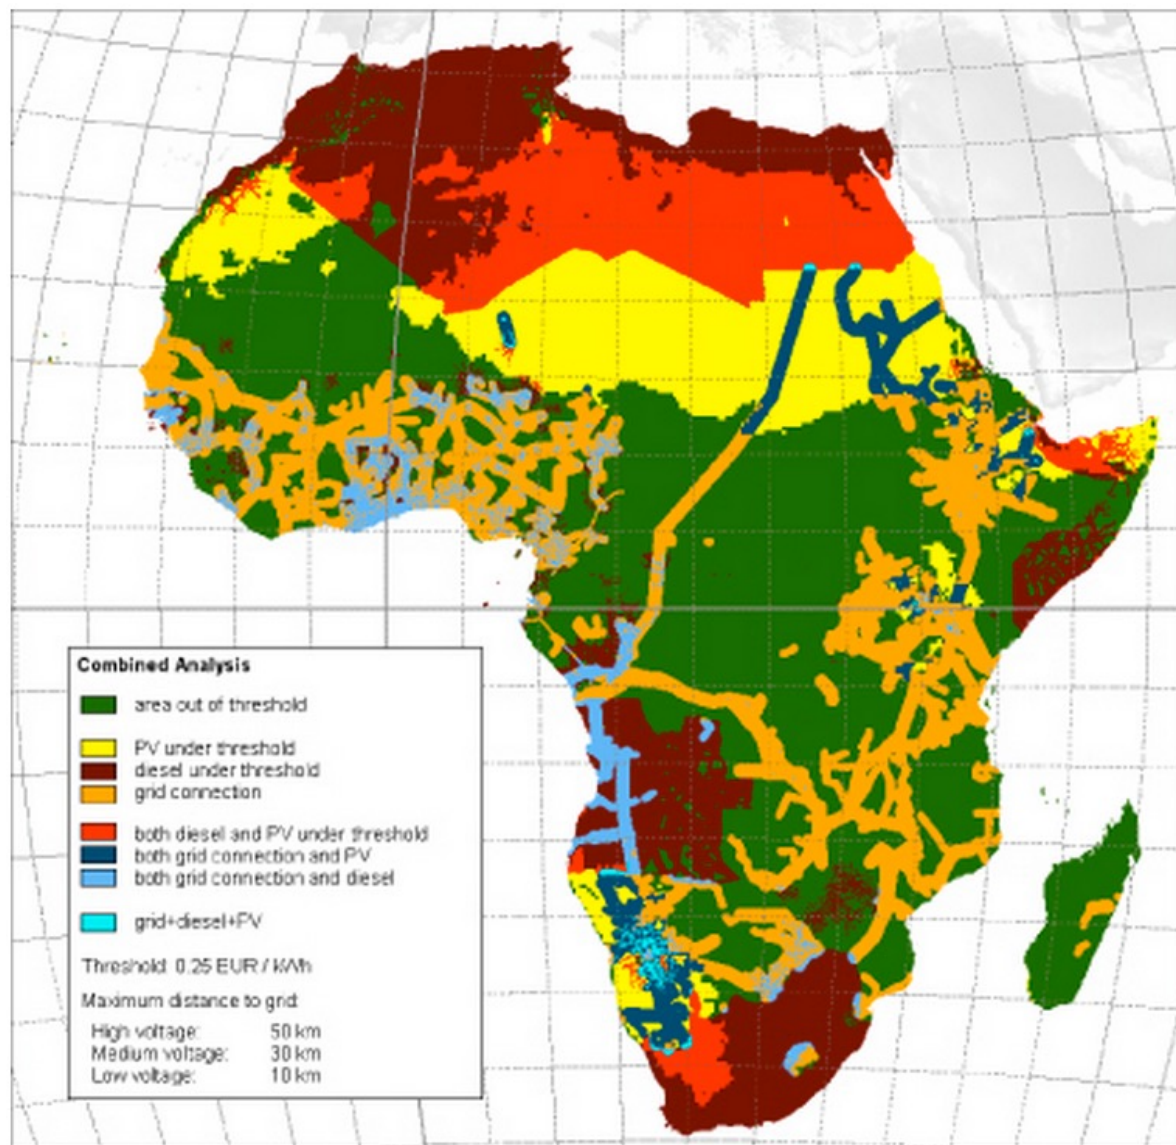 Combined Analysis
area out of threshold
PV under threshold
diesel under threshold
grid connection
both diesel and PV under threshold
both grid connection and PV
both grid connection and diesel
grid+diesel+PV
Threshold: 0.25 EUR / kWh
Maximum distance to grid:
High voltage: 50 km
Medium voltage: 30 km
Low voltage: 10 km